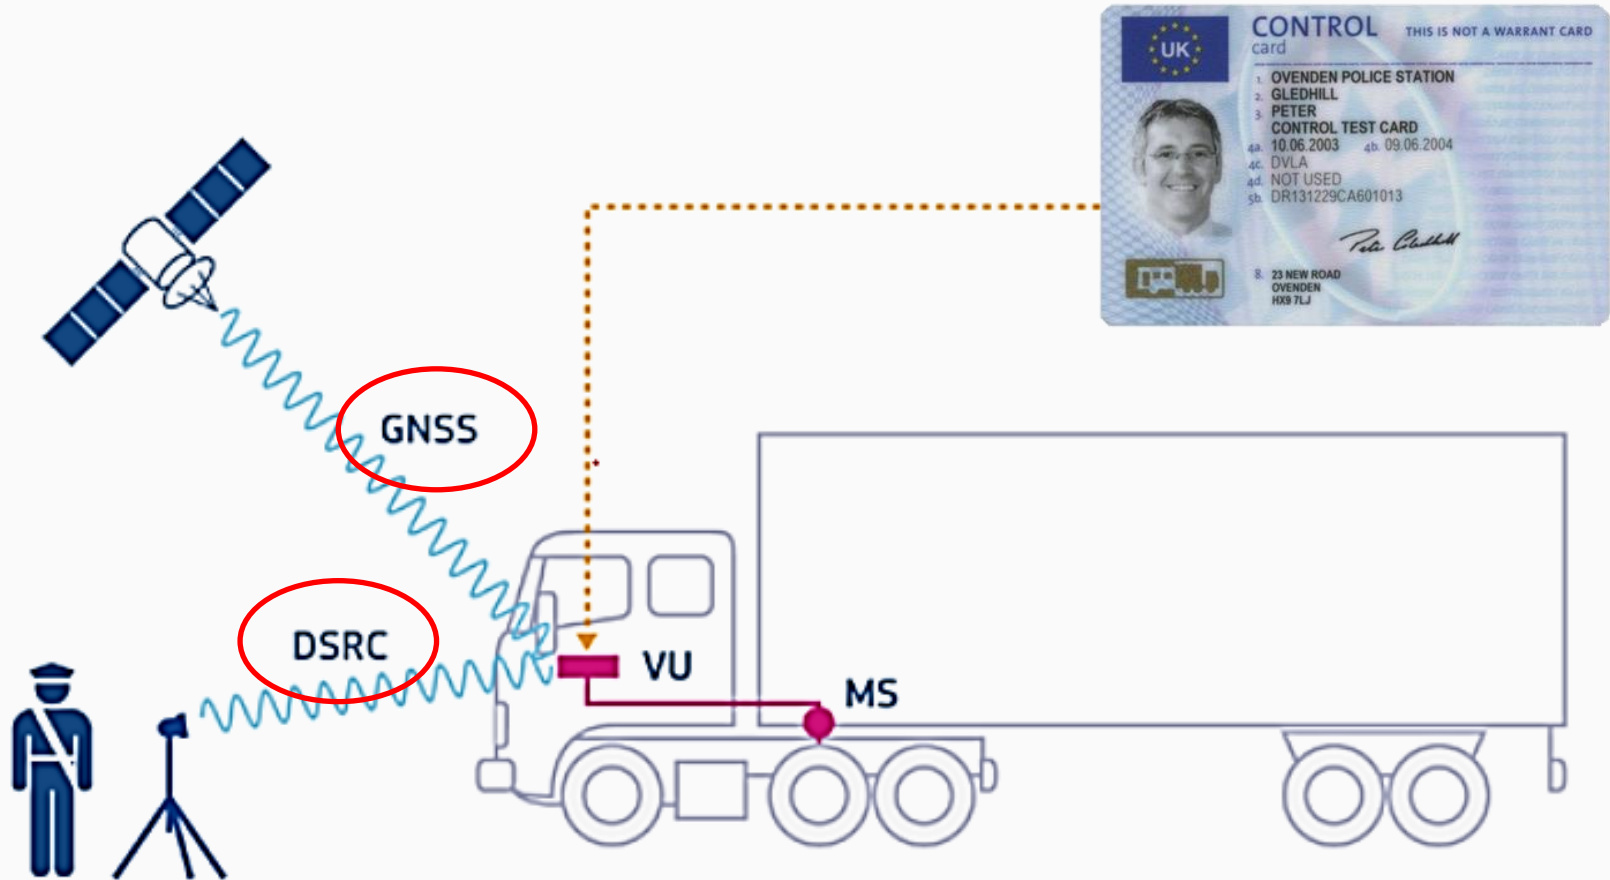 UK
CONTROL
card
THIS IS NOT A WARRANT CARD
1. OVENDEN POLICE STATION
2. GLEDHILL
3. PETER
CONTROL TEST CARD
4a. 10.06.2003 4b. 09.06.2004
4c. DVLA
4d. NOT USED
5b. DR131229CA601013
8. 23 NEW ROAD
OVENDEN
HX9 7LJ
GNSS
DSRC
VU
MS